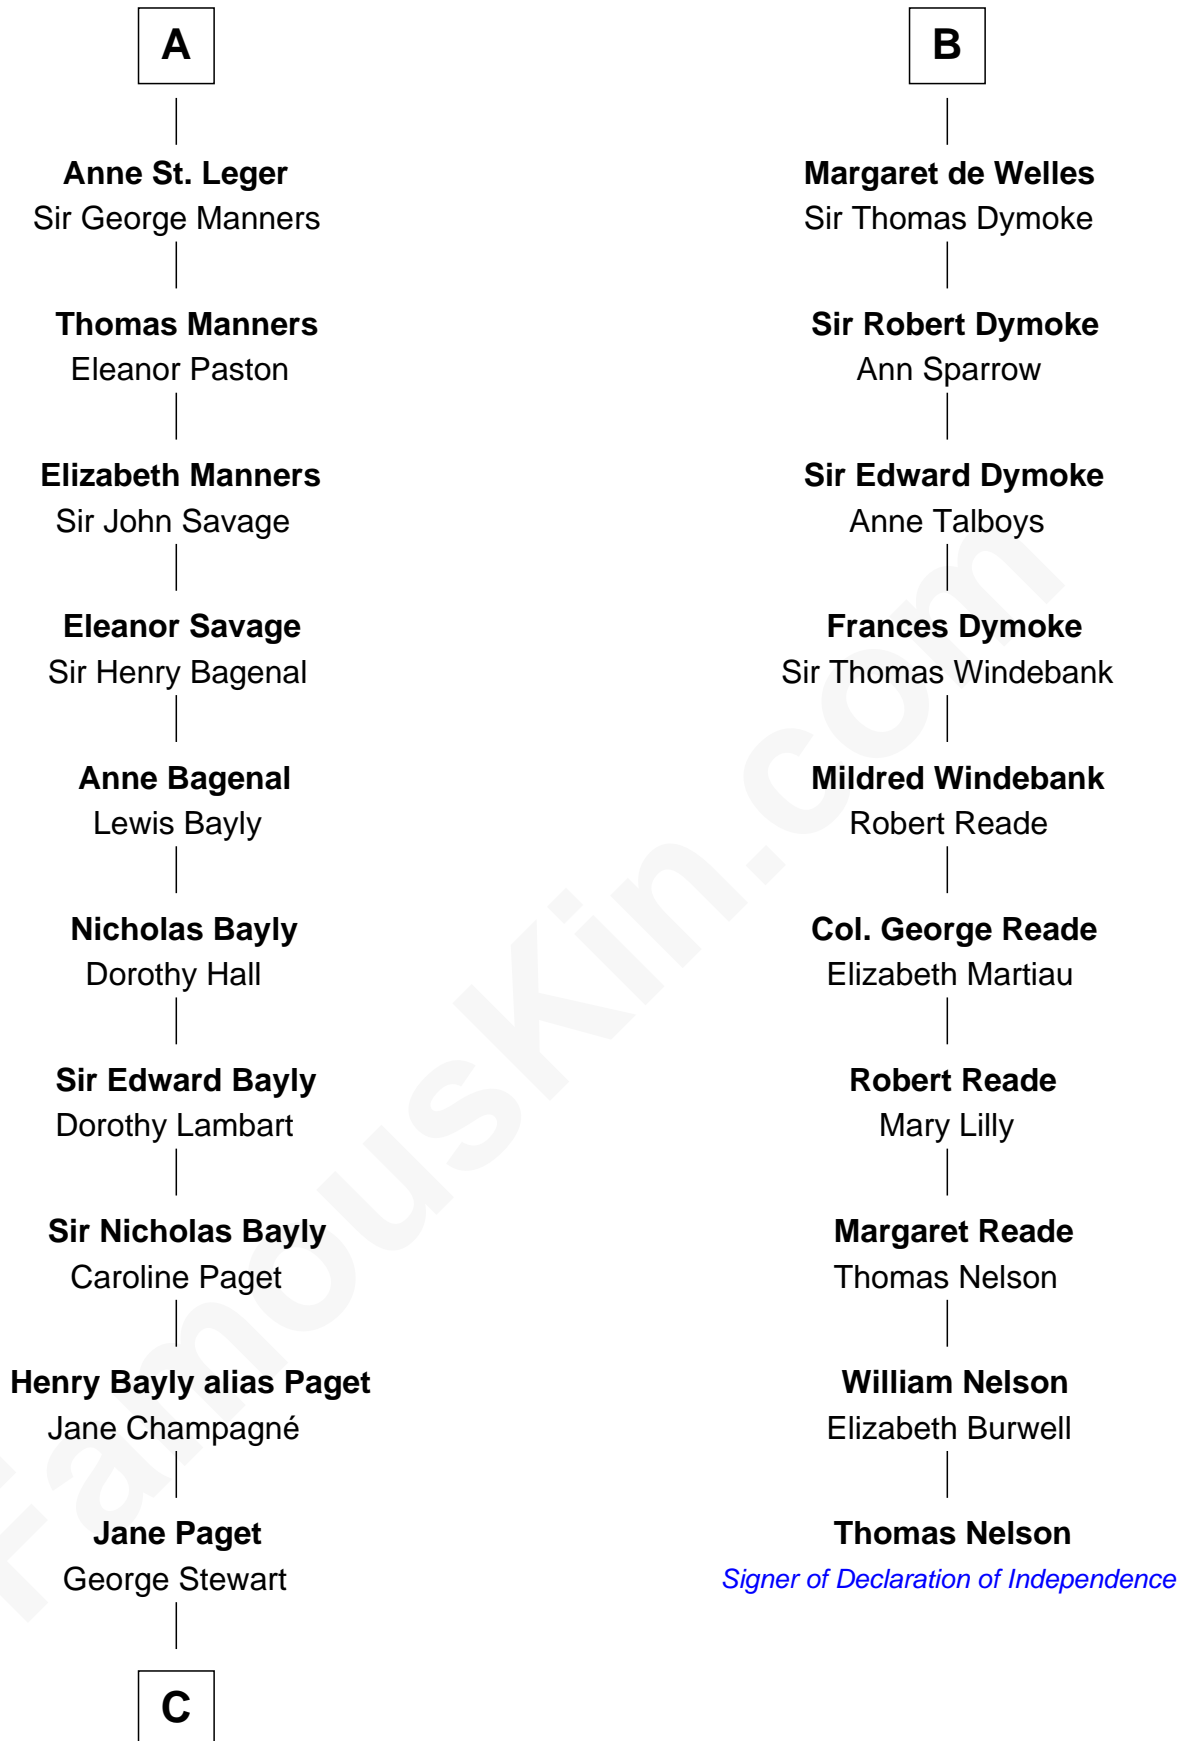 A
Anne St. Leger
Sir George Manners
Thomas Manners
Eleanor Paston
Elizabeth Manners
Sir John Savage
Eleanor Savage
Sir Henry Bagenal
Anne Bagenal
Lewis Bayly
Nicholas Bayly
Dorothy Hall
Sir Edward Bayly
Dorothy Lambart
Sir Nicholas Bayly
Caroline Paget
Henry Bayly alias Paget
Jane Champagné
Jane Paget
George Stewart
C
B
Margaret de Welles
Sir Thomas Dymoke
Sir Robert Dymoke
Ann Sparrow
Sir Edward Dymoke
Anne Talboys
Frances Dymoke
Sir Thomas Windebank
Mildred Windebank
Robert Reade
Col. George Reade
Elizabeth Martiau
Robert Reade
Mary Lilly
Margaret Reade
Thomas Nelson
William Nelson
Elizabeth Burwell
Thomas Nelson
Signer of Declaration of Independence
FamousKin.com